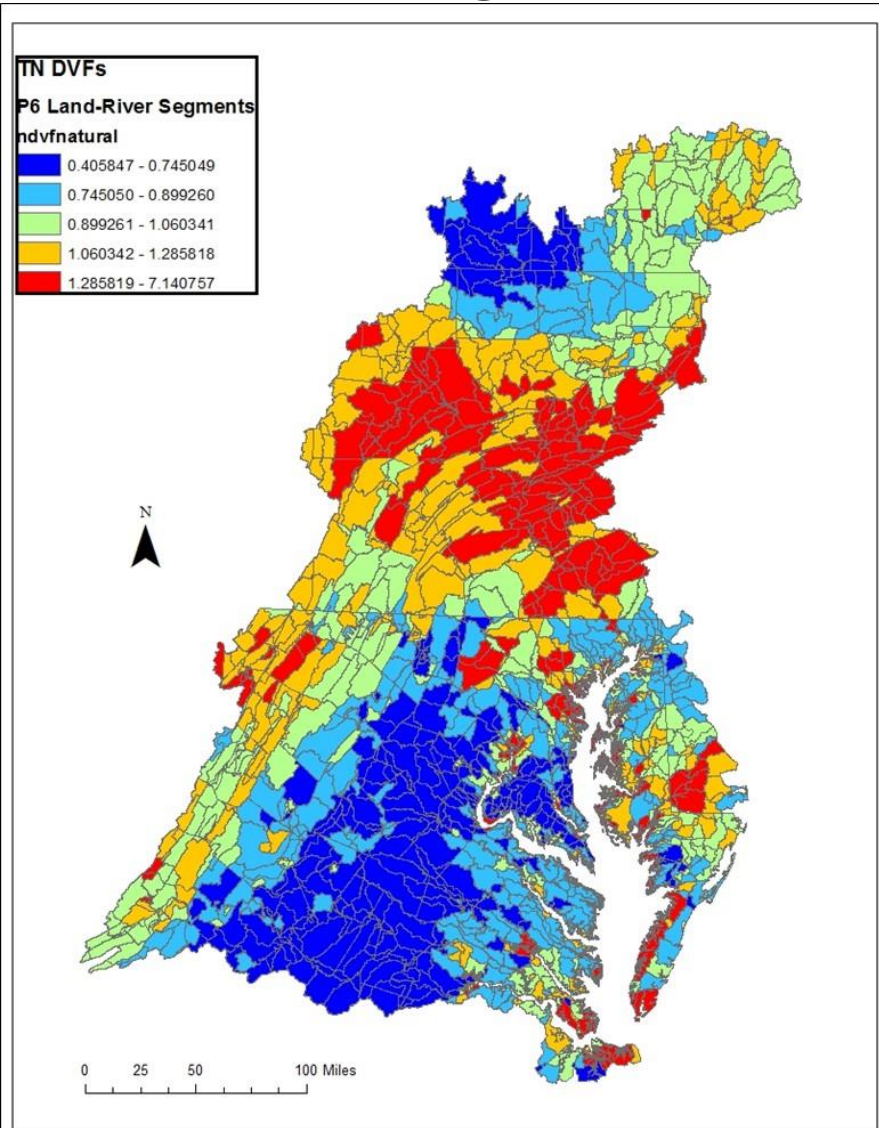 TN DVFs
P6 Land-River Segments
ndvfnatural
0.405847 - 0.745049
0.745050 - 0.899260
0.899261 - 1.060341
1.060342 - 1.285818
1.285819 - 7.140757
N
0 25 50 100 Miles